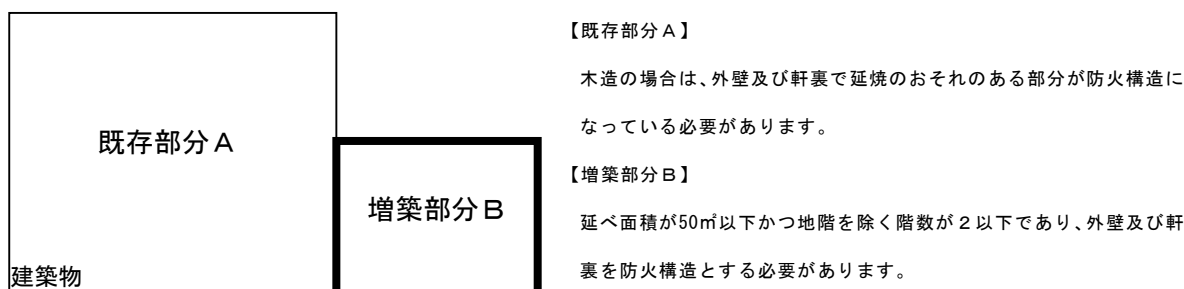 既存部分A
増築部分B
建築物
【既存部分A】
木造の場合は、外壁及び軒裏で延焼のおそれのある部分が防火構造に
なっている必要があります。
【増築部分B】
延べ面積が50㎡以下かつ地階を除く階数が2以下であり、外壁及び軒
裏を防火構造とする必要があります。